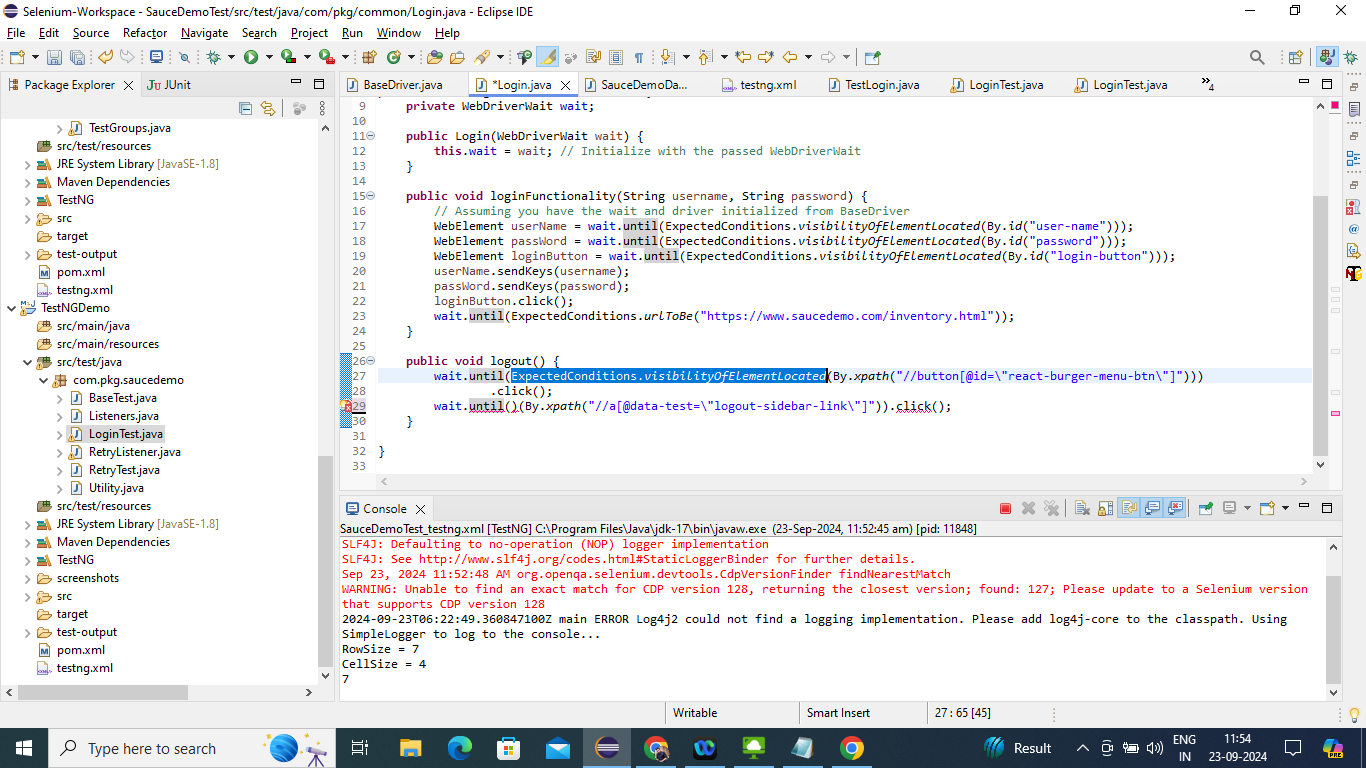 Selenium-Workspace - SauceDemoTest/src/test/java/com/pkg/common/Login.java - Eclipse IDE
File Edit Source Refactor Navigate Search Project Run Window Help
Package Explorer JUnit
TestGroups.java
src/test/resources
JRE System Library [JavaSE-1.8]
Maven Dependencies
TestNG
src
target
test-output
pom.xml
testng.xml
TestNGDemo
src/main/java
src/main/resources
src/test/java
com.pkg.saucedemo
BaseTest.java
Listeners.java
LoginTest.java
RetryListener.java
RetryTest.java
Utility.java
src/test/resources
JRE System Library [JavaSE-1.8]
Maven Dependencies
TestNG
screenshots
src
target
test-output
pom.xml
testng.xml
BaseDriver.java *Login.java SauceDemoDa... testng.xml TestLogin.java LoginTest.java LoginTest.java 4
9 private WebDriverWait wait;
10
11 public Login(WebDriverWait wait) {
12 this.wait = wait; // Initialize with the passed WebDriverWait
13 }
14
15 public void loginFunctionality(String username, String password) {
16 // Assuming you have the wait and driver initialized from BaseDriver
17 WebElement userName = wait.until(ExpectedConditions.visibilityOfElementLocated(By.id("user-name")));
18 WebElement passWord = wait.until(ExpectedConditions.visibilityOfElementLocated(By.id("password")));
19 WebElement loginButton = wait.until(ExpectedConditions.visibilityOfElementLocated(By.id("login-button")));
20 userName.sendKeys(username);
21 passWord.sendKeys(password);
22 loginButton.click();
23 wait.until(ExpectedConditions.urlToBe("https://www.saucedemo.com/inventory.html"));
24 }
25
26 public void logout() {
27 wait.until(ExpectedConditions.visibilityOfElementLocated(By.xpath("//button[@id=\"react-burger-menu-btn\"]")))
28 .click();
29 wait.until()(By.xpath("//a[@data-test=\"logout-sidebar-link\"]")).click();
30 }
31
32 }
33
Console
SauceDemoTest_testng.xml [TestNG] C:\Program Files\Java\jdk-17\bin\javaw.exe (23-Sep-2024, 11:52:45 am) [pid: 11848]
SLF4J: Defaulting to no-operation (NOP) logger implementation
SLF4J: See http://www.slf4j.org/codes.html#StaticLoggerBinder for further details.
Sep 23, 2024 11:52:48 AM org.openqa.selenium.devtools.CdpVersionFinder findNearestMatch
WARNING: Unable to find an exact match for CDP version 128, returning the closest version; found: 127; Please update to a Selenium version
that supports CDP version 128
2024-09-23T06:22:49.360847100Z main ERROR Log4j2 could not find a logging implementation. Please add log4j-core to the classpath. Using
SimpleLogger to log to the console...
RowSize = 7
CellSize = 4
7
Writable Smart Insert 27 : 65 [45]
Type here to search
Result
ENG
IN
11:54
23-09-2024
PRE